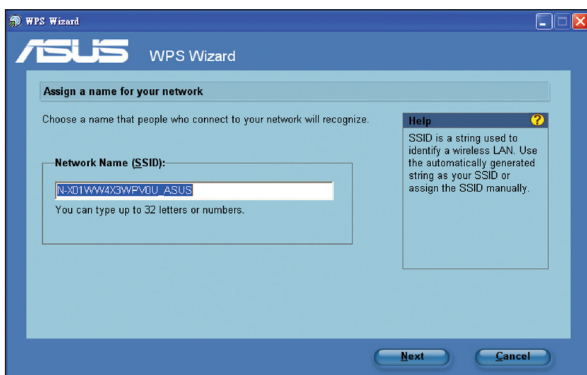 WPS Wizard
ASUS WPS Wizard
Assign a name for your network
Choose a name that people who connect to your network will recognize.
Network Name (SSID):
N-X01WW4X3WPV0U_ASUS
You can type up to 32 letters or numbers.
Help ?
SSID is a string used to
identify a wireless LAN. Use
the automatically generated
string as your SSID or
assign the SSID manually.
Next Cancel